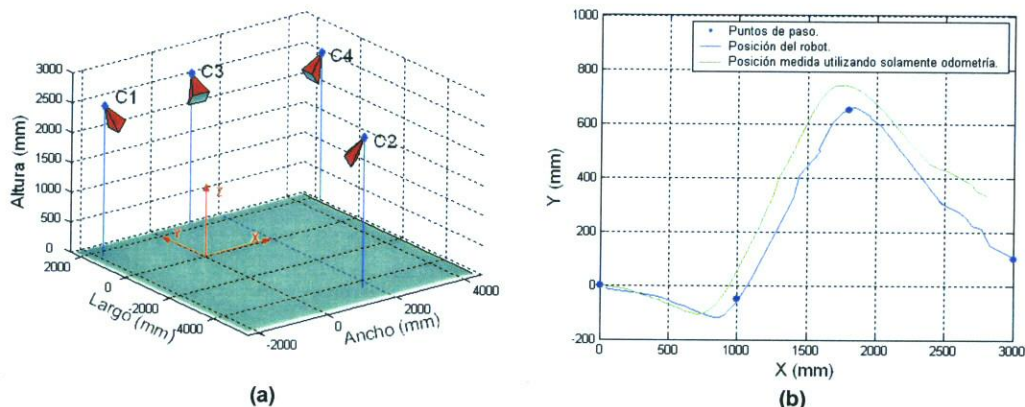 C1
C3
C4
C2
Altura (mm)
3000
2500
2000
1500
1000
500
0
2000
0
-2000
-4000
Largo (mm)
-2000
0
2000
4000
Ancho (mm)
Z
Y
X
(a)
1000
800
600
400
200
0
-200
Y (mm)
0
500
1000
1500
2000
2500
3000
X (mm)
Puntos de paso.
Posición del robot.
Posición medida utilizando solamente odometría.
(b)